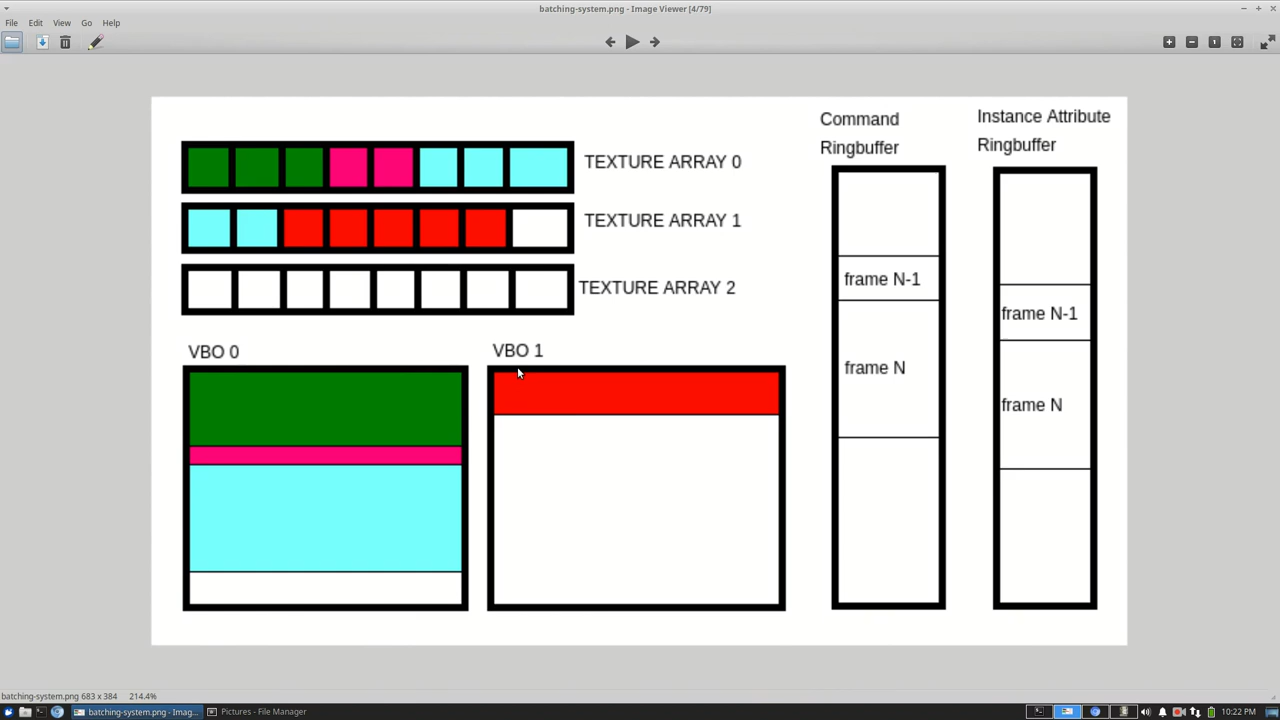 batching-system.png - Image Viewer [4/79]
File Edit View Go Help
TEXTURE ARRAY 0
TEXTURE ARRAY 1
TEXTURE ARRAY 2
VBO 0
VBO 1
Command
Ringbuffer
frame N-1
frame N
Instance Attribute
Ringbuffer
frame N-1
frame N
batching-system.png 683 x 384 214.4%
batching-system.png - Imag...
Pictures - File Manager
10:22 PM